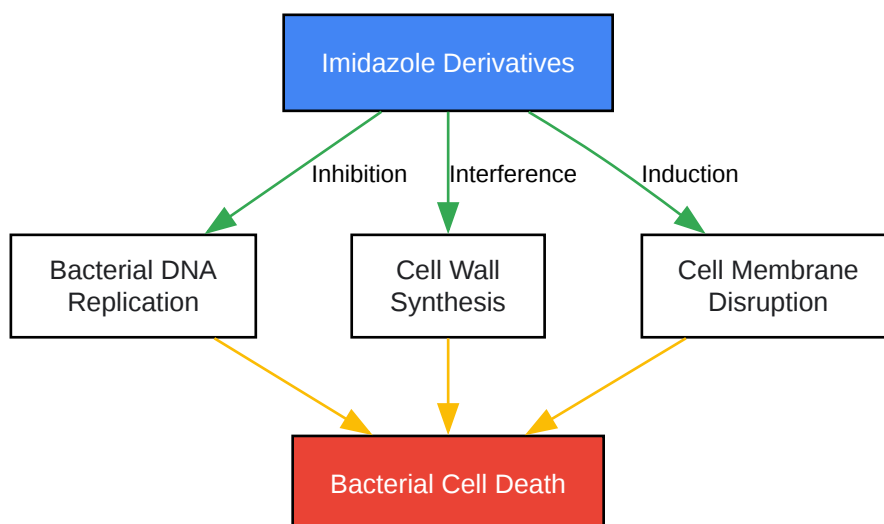 Imidazole Derivatives
Inhibition
Interference
Induction
Bacterial DNA
Replication
Cell Wall
Synthesis
Cell Membrane
Disruption
Bacterial Cell Death